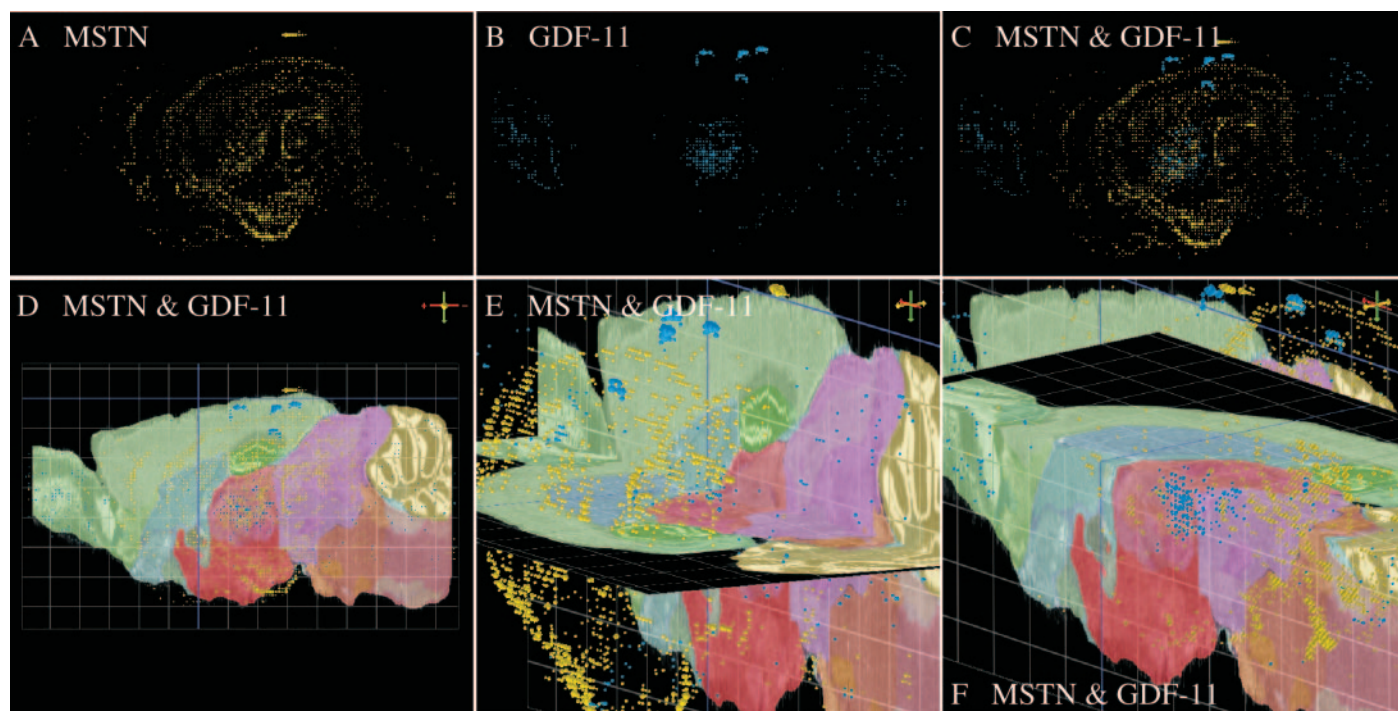 A MSTN
B GDF-11
C MSTN & GDF-11
D MSTN & GDF-11
E MSTN & GDF-11
F MSTN & GDF-11